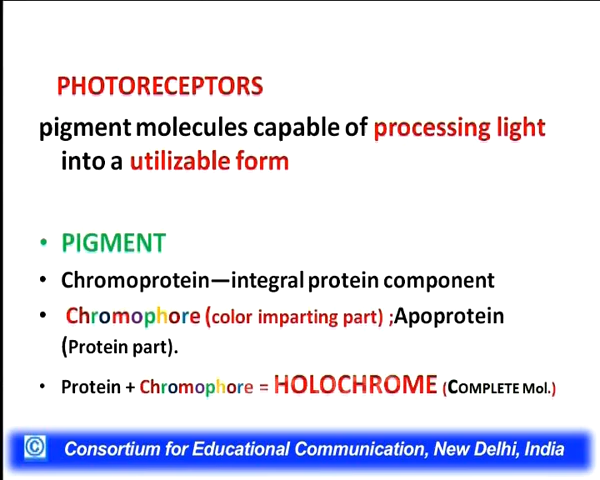 PHOTORECEPTORS
pigment molecules capable of processing light
into a utilizable form
• PIGMENT
• Chromoprotein—integral protein component
• Chromophore (color imparting part) ;Apoprotein
(Protein part).
• Protein + Chromophore = HOLOCHROME (COMPLETE Mol.)
© Consortium for Educational Communication, New Delhi, India